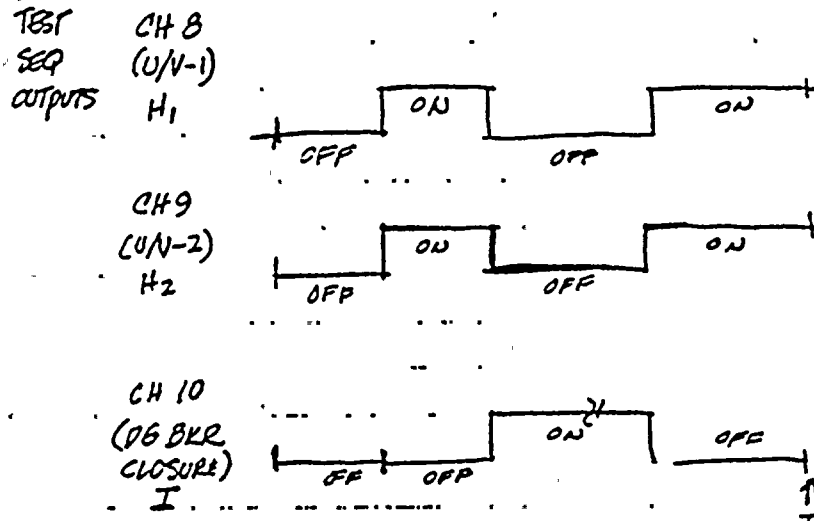 TEST CH 8
SEQ (U/V-1)
OUTPUTS H1
OFF ON OFF ON
CH 9
(U/V-2)
H2
OFF ON OFF ON
CH 10
(DG BKR
CLOSURE)
I
FF OFF ON OFF